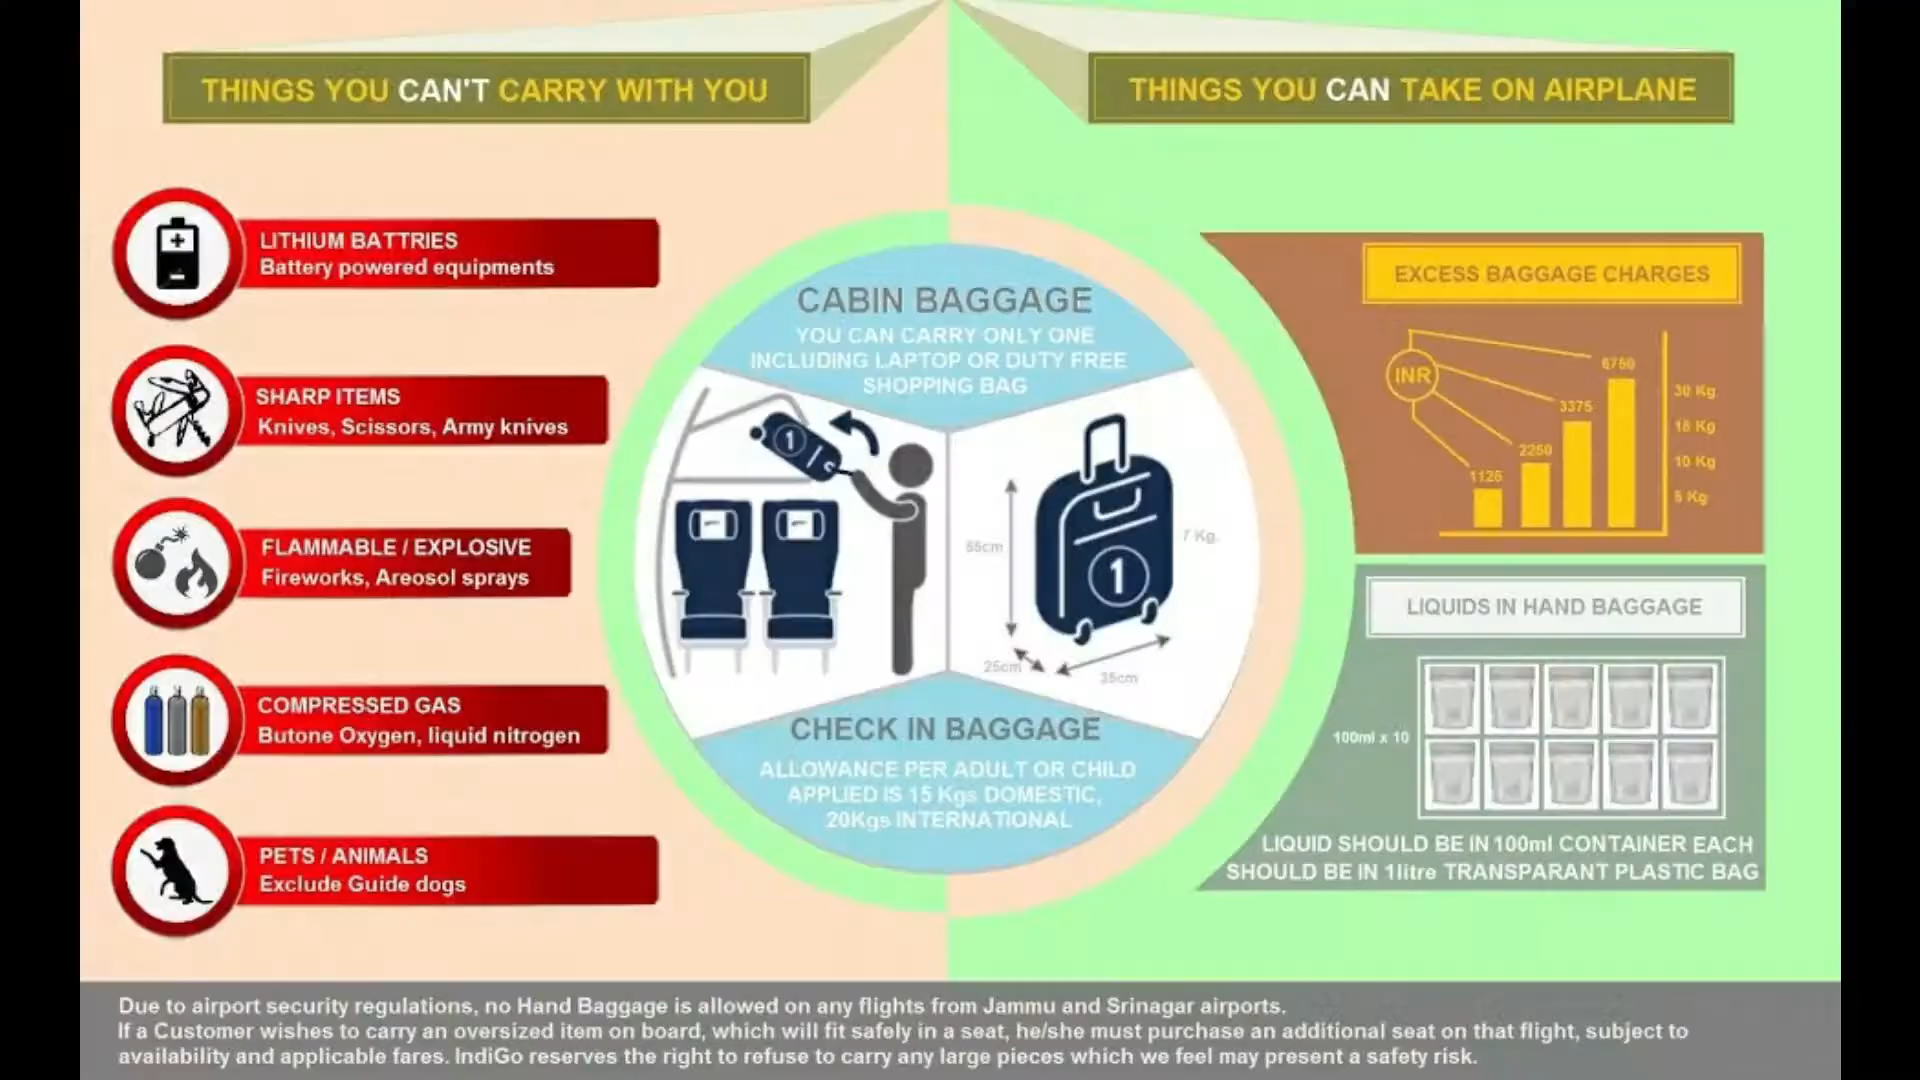 THINGS YOU CAN'T CARRY WITH YOU
THINGS YOU CAN TAKE ON AIRPLANE
LITHIUM BATTRIES
Battery powered equipments
SHARP ITEMS
Knives, Scissors, Army knives
FLAMMABLE / EXPLOSIVE
Fireworks, Areosol sprays
COMPRESSED GAS
Butone Oxygen, liquid nitrogen
PETS / ANIMALS
Exclude Guide dogs
CABIN BAGGAGE
YOU CAN CARRY ONLY ONE
INCLUDING LAPTOP OR DUTY FREE
SHOPPING BAG
1
1
55cm
7 Kg.
25cm
35cm
CHECK IN BAGGAGE
ALLOWANCE PER ADULT OR CHILD
APPLIED IS 15 Kgs DOMESTIC,
20Kgs INTERNATIONAL
EXCESS BAGGAGE CHARGES
INR
1125
2250
3375
6750
30 Kg
15 Kg
10 Kg
5 Kg
LIQUIDS IN HAND BAGGAGE
100ml x 10
LIQUID SHOULD BE IN 100ml CONTAINER EACH
SHOULD BE IN 1litre TRANSPARANT PLASTIC BAG
Due to airport security regulations, no Hand Baggage is allowed on any flights from Jammu and Srinagar airports.
If a Customer wishes to carry an oversized item on board, which will fit safely in a seat, he/she must purchase an additional seat on that flight, subject to
availability and applicable fares. IndiGo reserves the right to refuse to carry any large pieces which we feel may present a safety risk.